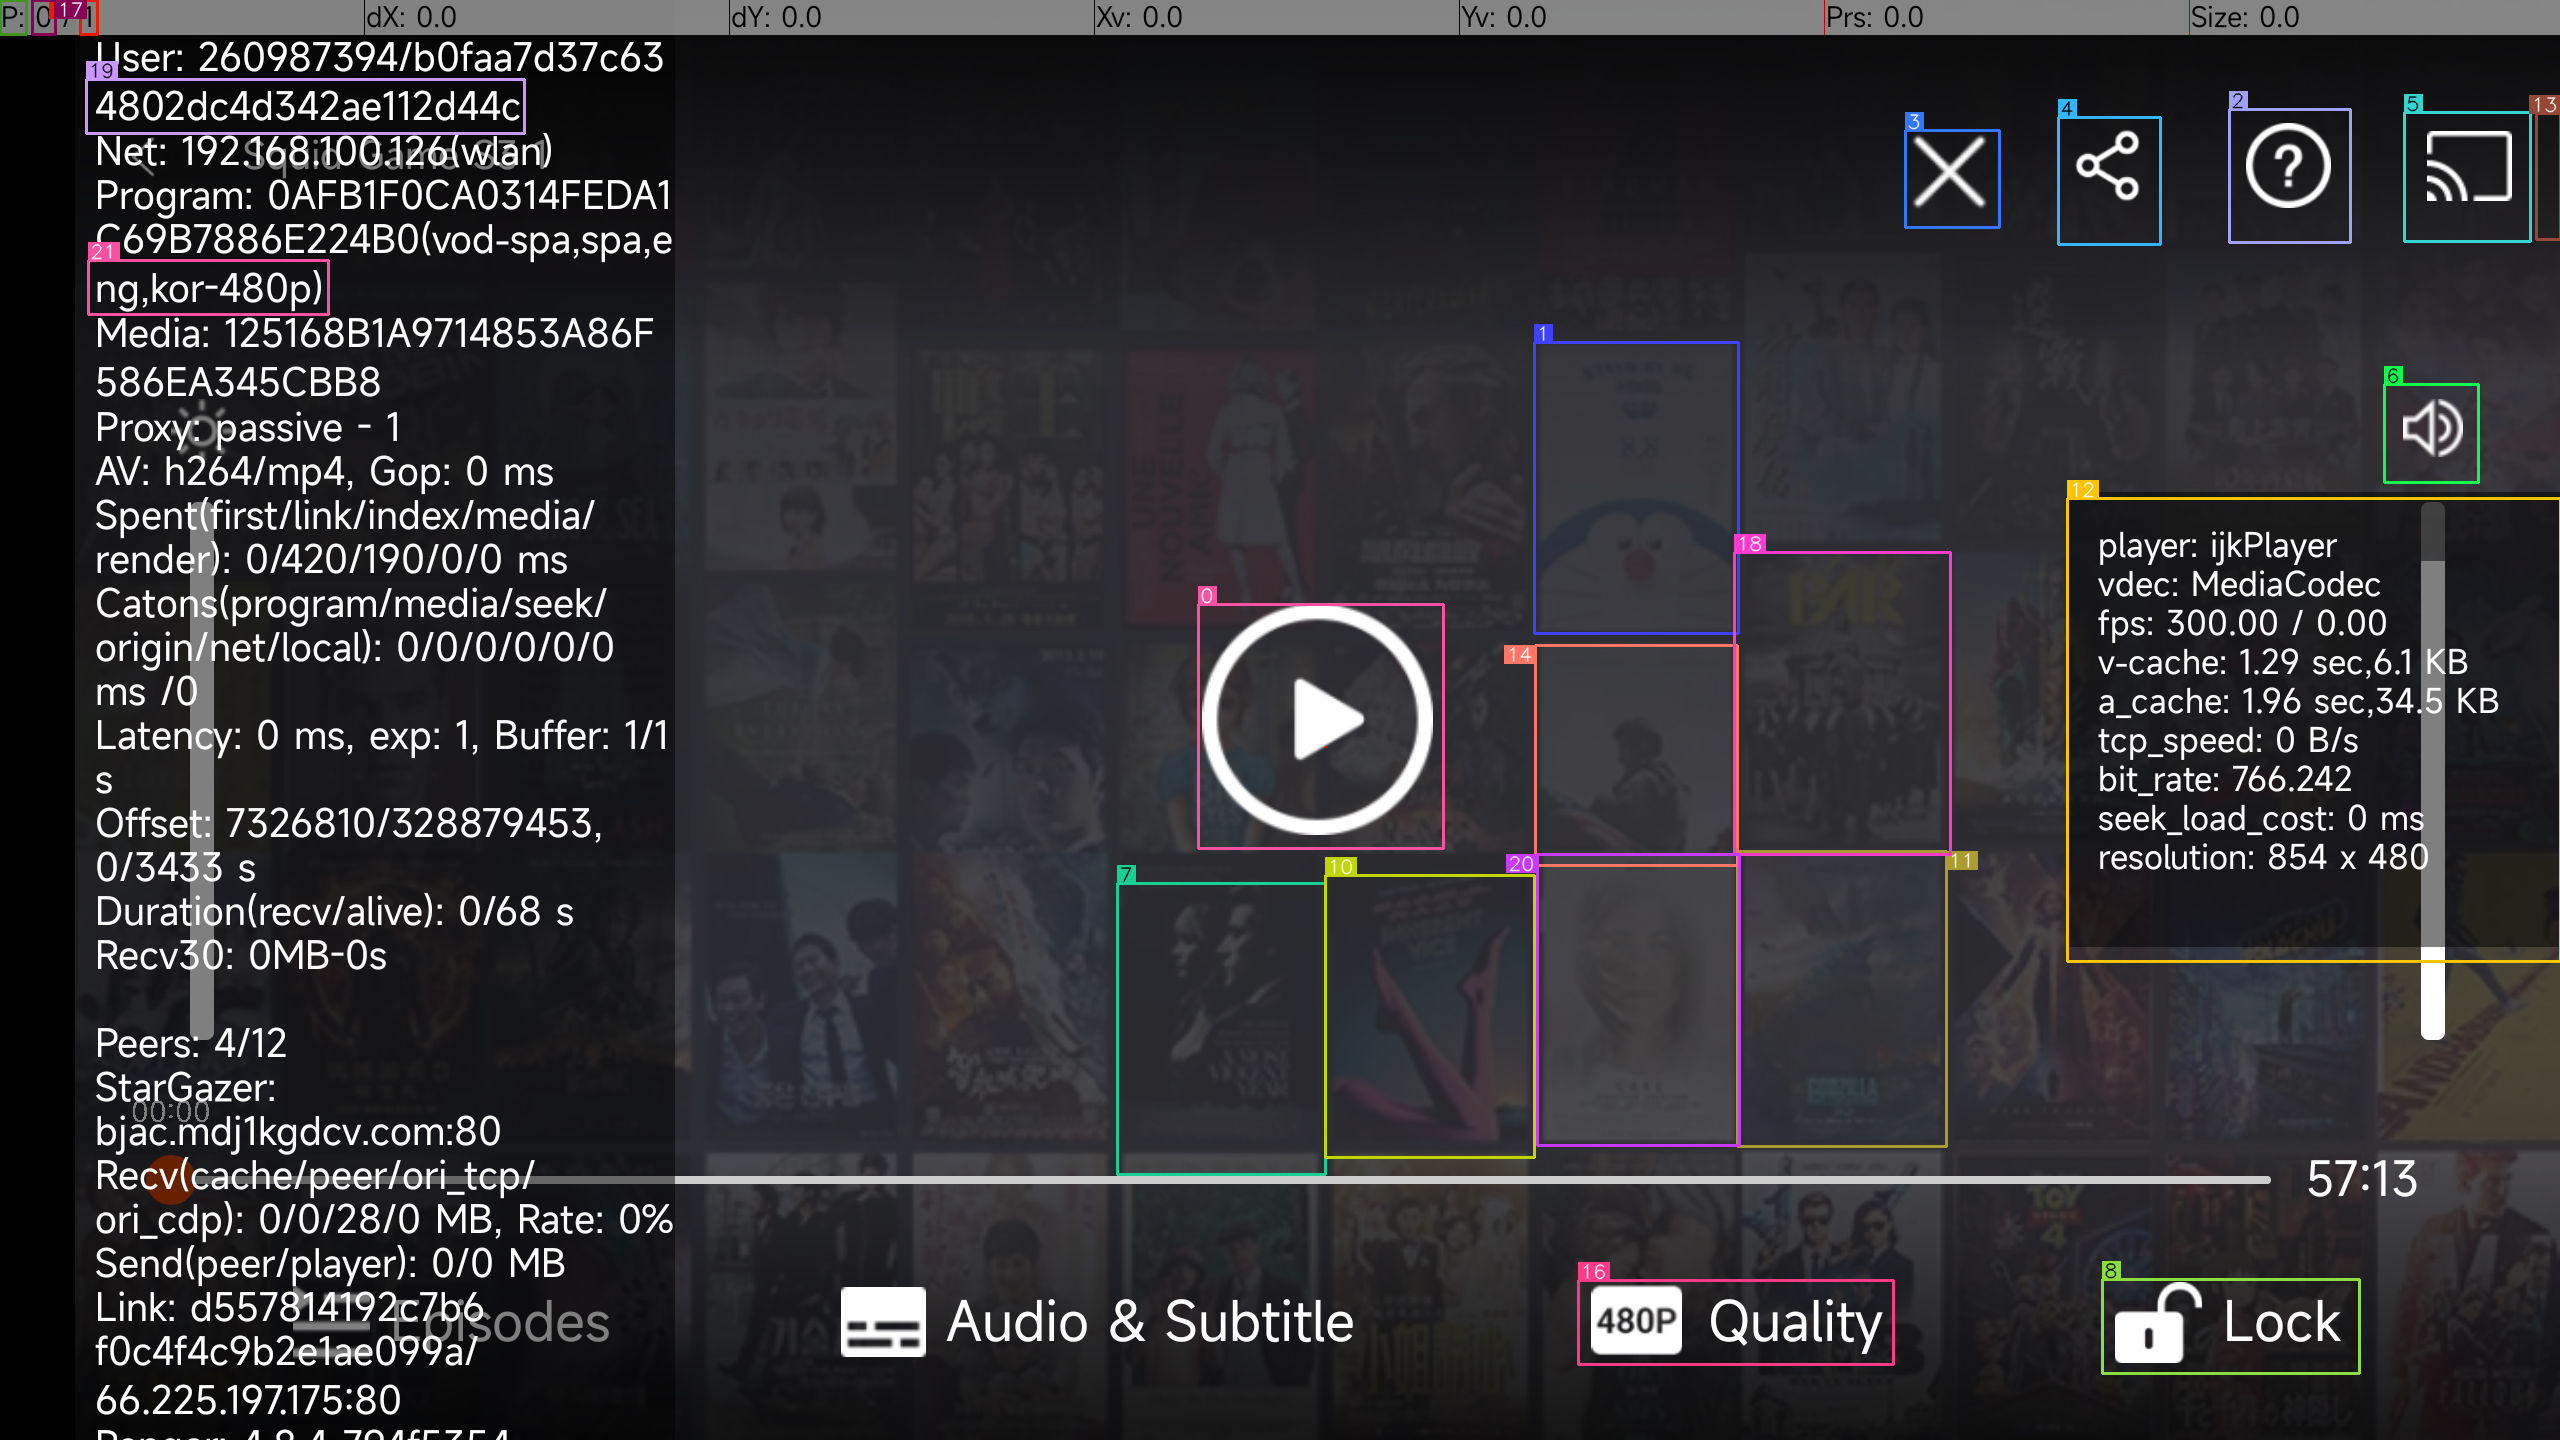 P: 0 / 1
dX: 0.0
dY: 0.0
Xv: 0.0
Yv: 0.0
Prs: 0.0
Size: 0.0
17
User: 260987394/b0faa7d37c63
19
4802dc4d342ae112d44c
Net: 192.168.100.126(wlan)
Squid Game S3 1
Program: 0AFB1F0CA0314FEDA1
C69B7886E224B0(vod-spa,spa,e
21
ng,kor-480p)
Media: 125168B1A9714853A86F
586EA345CBB8
Proxy: passive - 1
AV: h264/mp4, Gop: 0 ms
Spent(first/link/index/media/
render): 0/420/190/0/0 ms
Catons(program/media/seek/
origin/net/local): 0/0/0/0/0/0
ms /0
Latency: 0 ms, exp: 1, Buffer: 1/1
s
Offset: 7326810/328879453,
0/3433 s
Duration(recv/alive): 0/68 s
Recv30: 0MB-0s
Peers: 4/12
StarGazer:
00:00
bjac.mdj1kgdcv.com:80
Recv(cache/peer/ori_tcp/
ori_cdp): 0/0/28/0 MB, Rate: 0%
Send(peer/player): 0/0 MB
Link: d557814192c7b6
f0c4f4c9b2e1ae099a/
66.225.197.175:80
3
4
2
5
13
6
1
18
0
14
7
10
20
11
12
player: ijkPlayer
vdec: MediaCodec
fps: 300.00 / 0.00
v-cache: 1.29 sec,6.1 KB
a_cache: 1.96 sec,34.5 KB
tcp_speed: 0 B/s
bit_rate: 766.242
seek_load_cost: 0 ms
resolution: 854 x 480
57:13
Episodes
Audio & Subtitle
16
480P Quality
8
Lock